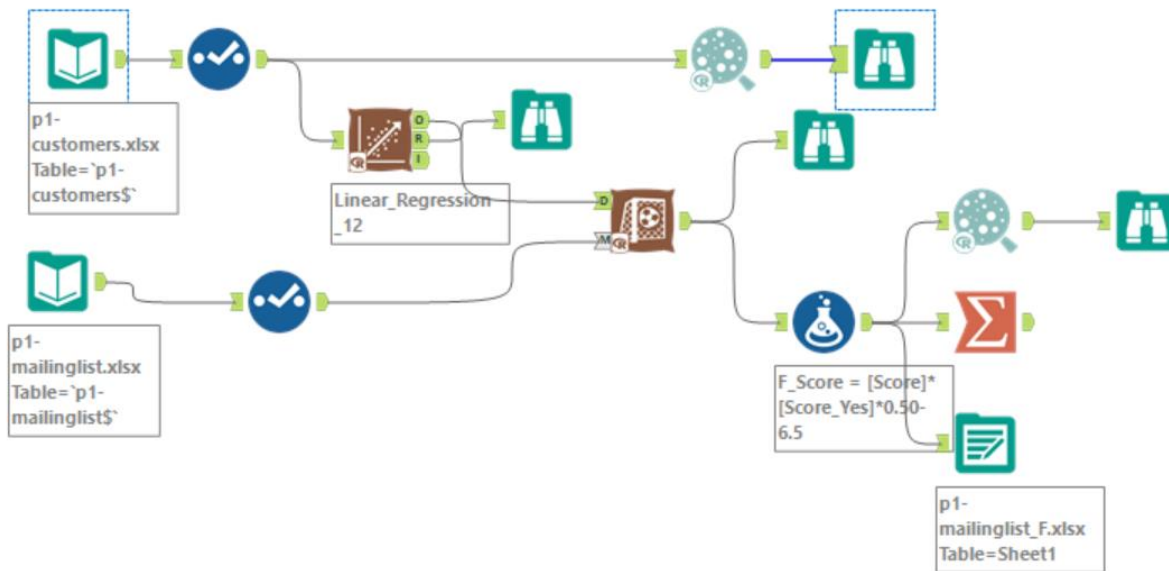 p1-
customers.xlsx
Table=`p1-
customers$`
O
R
I
Linear_Regression
_12
D
M
p1-
mailinglist.xlsx
Table=`p1-
mailinglist$`
F_Score = [Score]*
[Score_Yes]*0.50-
6.5
p1-
mailinglist_F.xlsx
Table=Sheet1
R
R
R
R